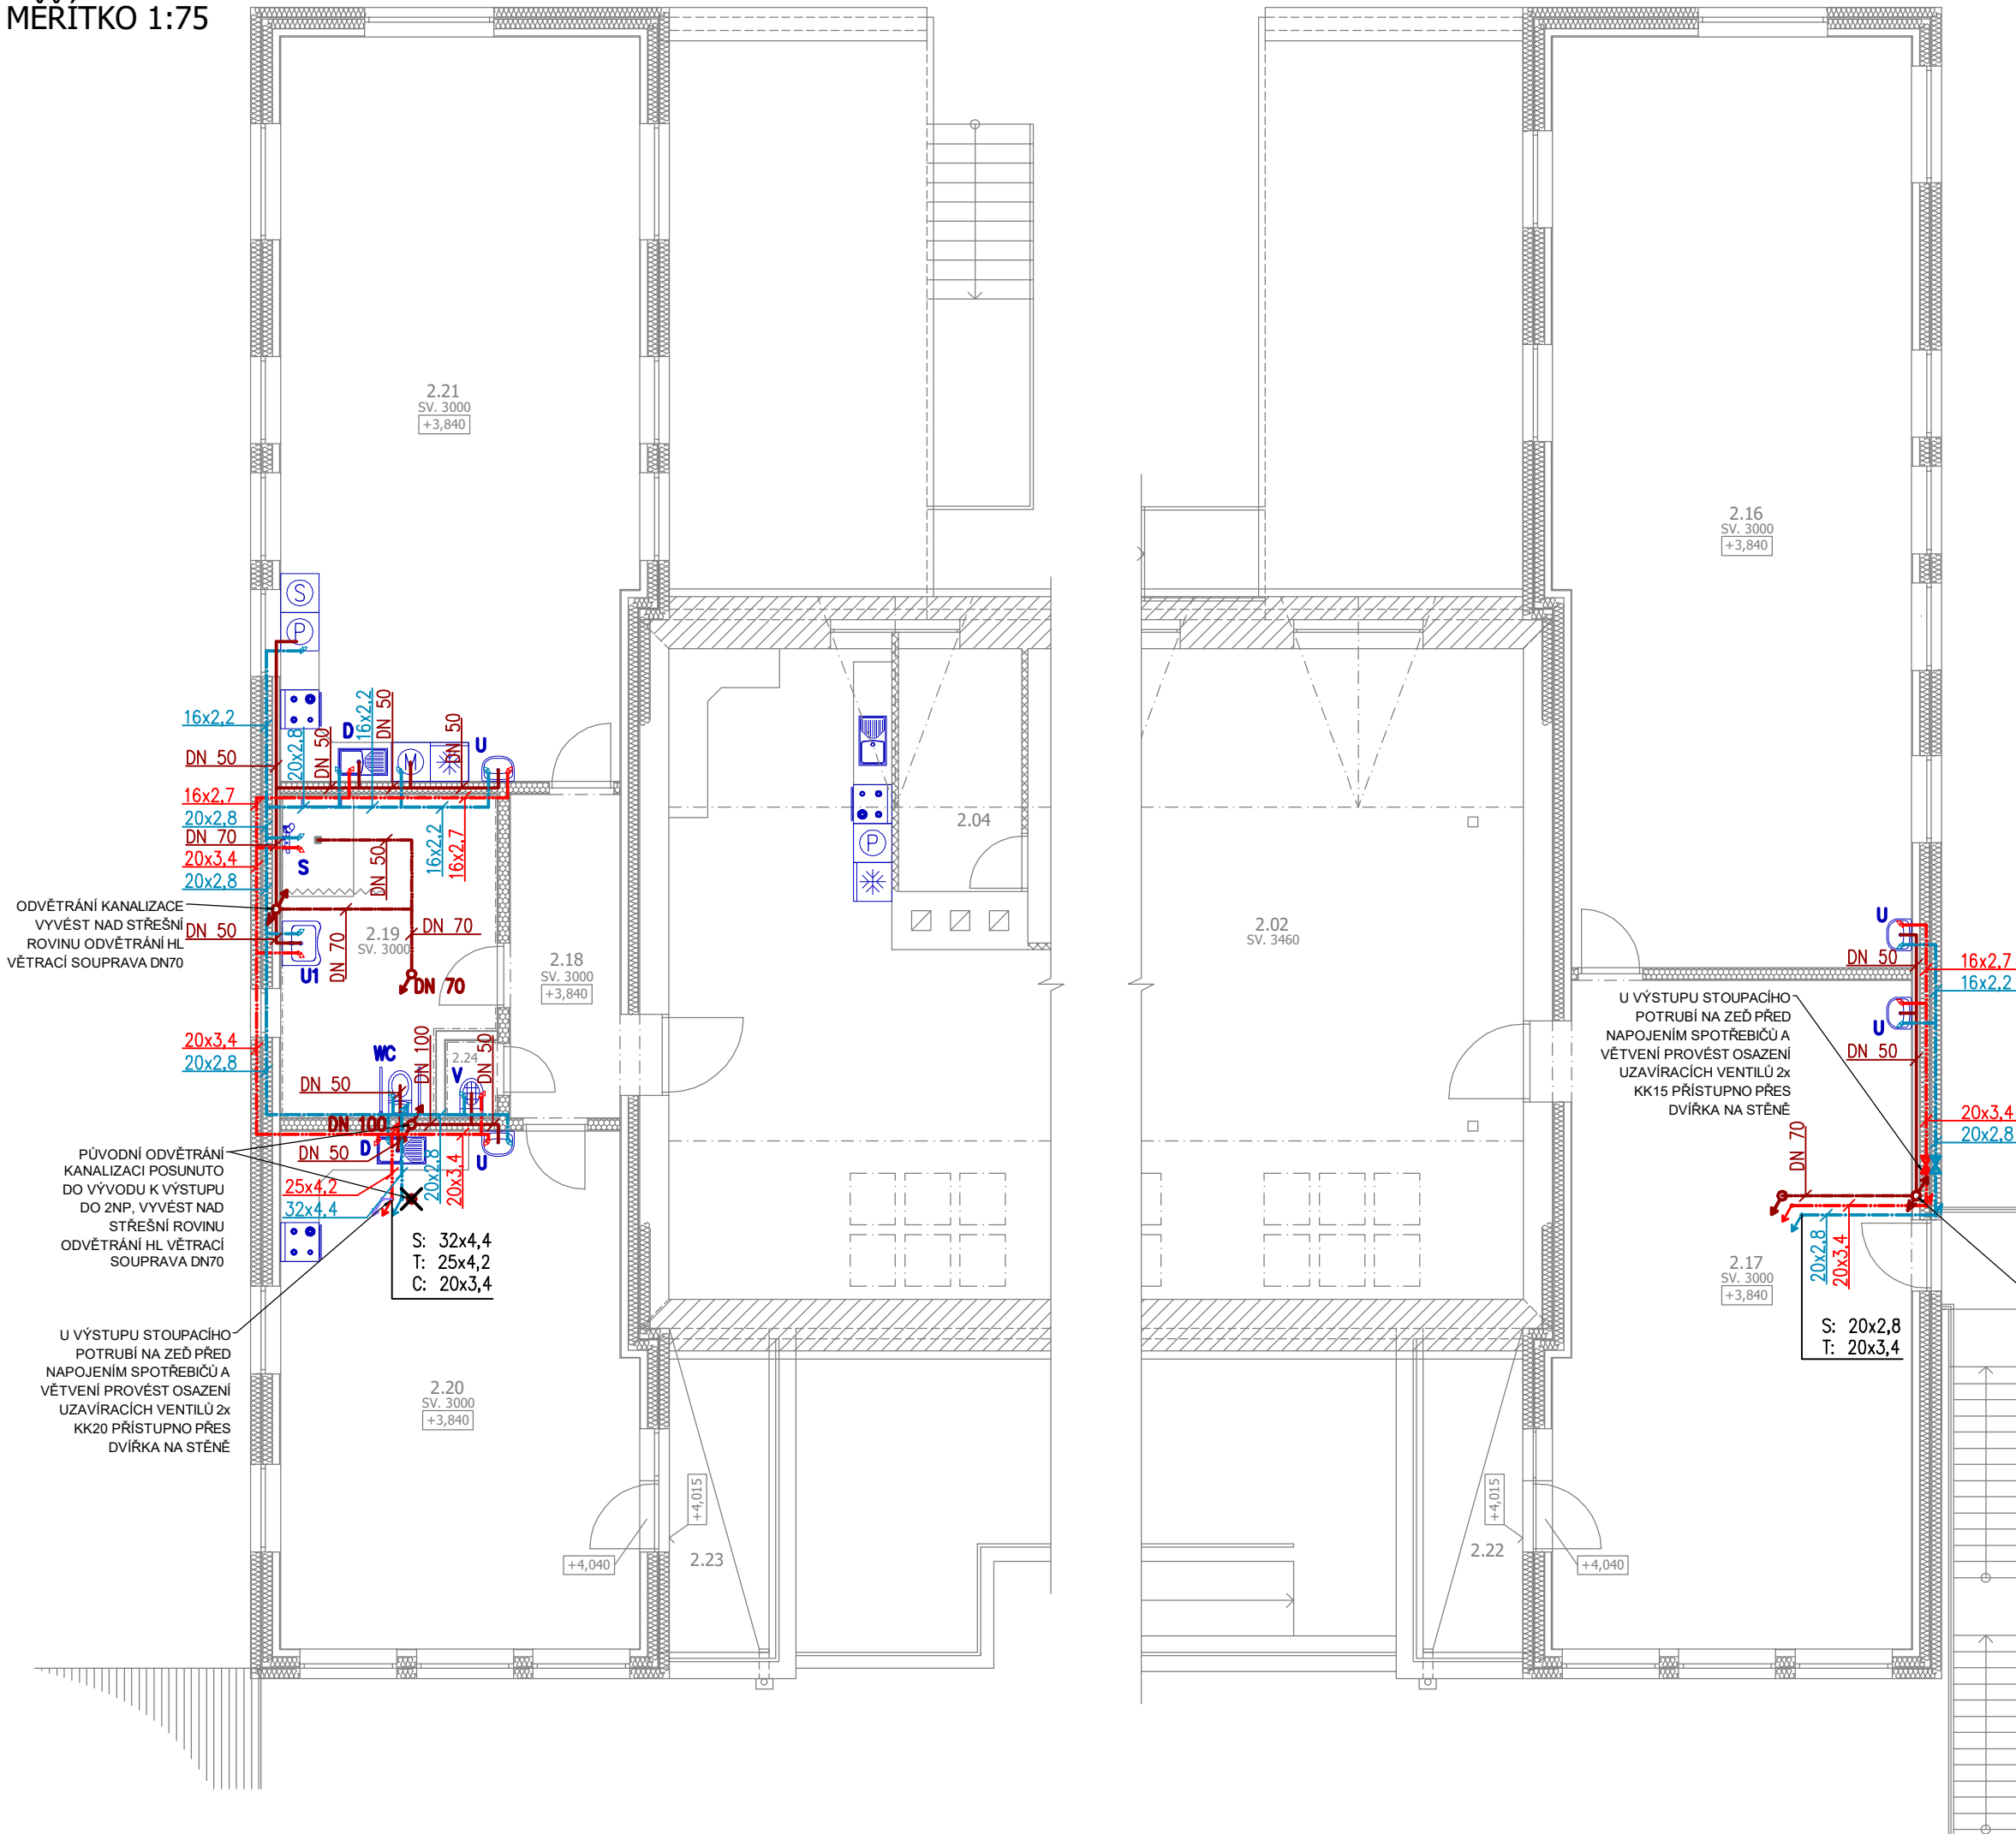 MĚŘÍTKO 1:75
2.21
SV. 3000
+3,840
S
P
16x2,2
DN 50
16x2,7
20x2,8
DN 70
20x3,4
20x2,8
DN 50
20x2,8
DN 50
D
16x2,2
DN 50
M
DN 50
U
S
DN 50
16x2,2
16x2,7
ODVĚTRÁNÍ KANALIZACE
VYVÉST NAD STŘEŠNÍ
ROVINU ODVĚTRÁNÍ HL
VĚTRACÍ SOUPRAVA DN70
U1
DN 70
2.19
SV. 3000
DN 70
DN 70
2.18
SV. 3000
+3,840
20x3,4
20x2,8
WC
DN 100
2.24
V
DN 50
DN 50
DN 100
D
DN 50
U
20x2,8
20x3,4
25x4,2
32x4,4
PŮVODNÍ ODVĚTRÁNÍ
KANALIZACI POSUNUTO
DO VÝVODU K VÝSTUPU
DO 2NP, VYVÉST NAD
STŘEŠNÍ ROVINU
ODVĚTRÁNÍ HL VĚTRACÍ
SOUPRAVA DN70
S: 32x4,4
T: 25x4,2
C: 20x3,4
U VÝSTUPU STOUPACÍHO
POTRUBÍ NA ZEĎ PŘED
NAPOJENÍM SPOTŘEBIČŮ A
VĚTVENÍ PROVÉST OSAZENÍ
UZAVÍRACÍCH VENTILŮ 2x
KK20 PŘÍSTUPNO PŘES
DVÍŘKA NA STĚNĚ
2.20
SV. 3000
+3,840
+4,040
+4,015
2.23
2.04
P
2.02
SV. 3460
2.16
SV. 3000
+3,840
U
DN 50
16x2,7
16x2,2
U
DN 50
U VÝSTUPU STOUPACÍHO
POTRUBÍ NA ZEĎ PŘED
NAPOJENÍM SPOTŘEBIČŮ A
VĚTVENÍ PROVÉST OSAZENÍ
UZAVÍRACÍCH VENTILŮ 2x
KK15 PŘÍSTUPNO PŘES
DVÍŘKA NA STĚNĚ
20x3,4
20x2,8
DN 70
20x2,8
20x3,4
2.17
SV. 3000
+3,840
S: 20x2,8
T: 20x3,4
+4,015
2.22
+4,040